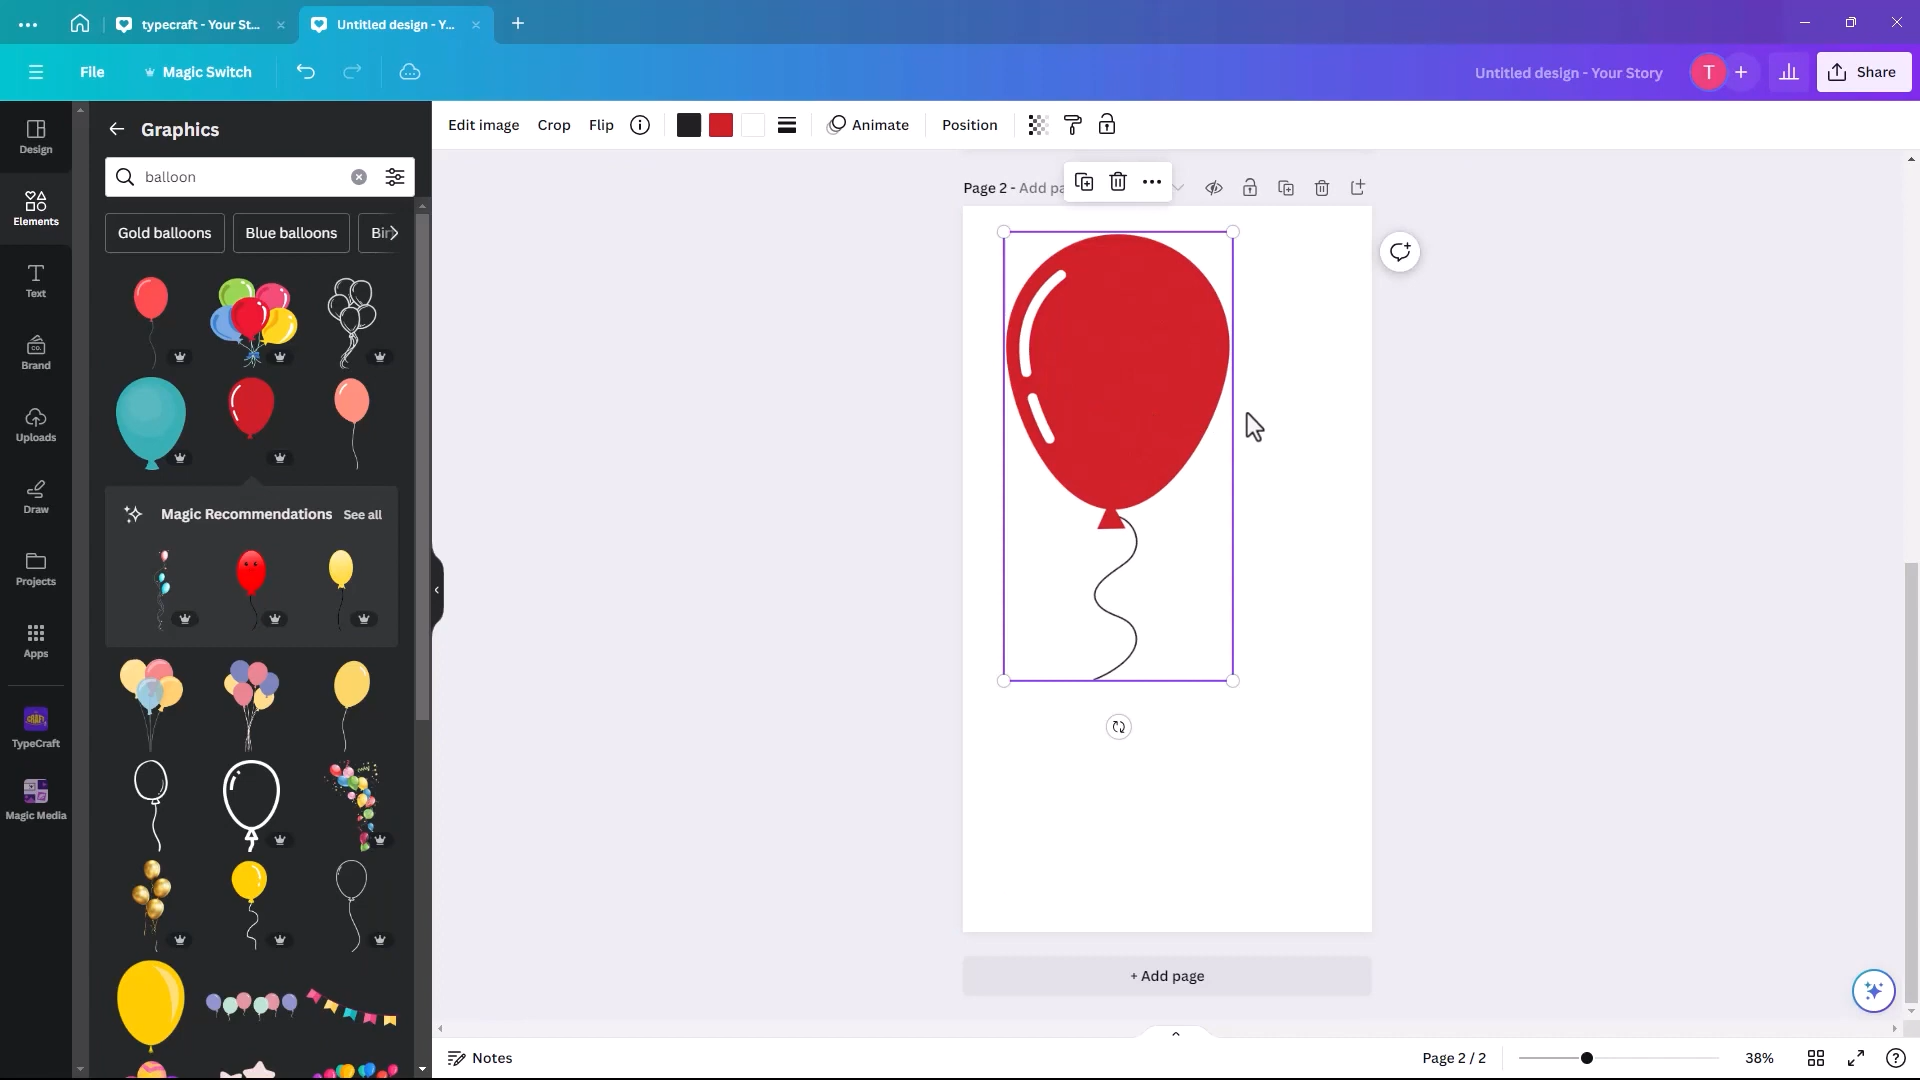 typecraft - Your St...
Untitled design - Y...
File
Magic Switch
Untitled design - Your Story
T
Share
Design
Elements
Text
Brand
Uploads
Draw
Projects
Apps
TypeCraft
Magic Media
Graphics
balloon
Gold balloons
Blue balloons
Bir
Magic Recommendations
See all
Edit image
Crop
Flip
Animate
Position
Page 2 - Add pa
+ Add page
Notes
Page 2 / 2
38%